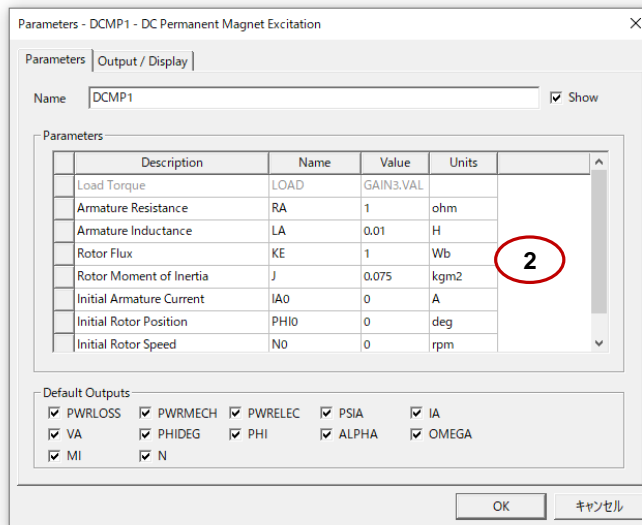 Parameters - DCMP1 - DC Permanent Magnet Excitation
Parameters Output / Display
Name DCMP1 Show
Parameters
Description Name Value Units
Load Torque LOAD GAIN3.VAL
Armature Resistance RA 1 ohm
Armature Inductance LA 0.01 H
Rotor Flux KE 1 Wb
2
Rotor Moment of Inertia J 0.075 kgm2
Initial Armature Current IA0 0 A
Initial Rotor Position PHI0 0 deg
Initial Rotor Speed N0 0 rpm
Default Outputs
PWRLOSS PWRMECH PWRELEC PSIA IA
VA PHIDEG PHI ALPHA OMEGA
MI N
OK キャンセル